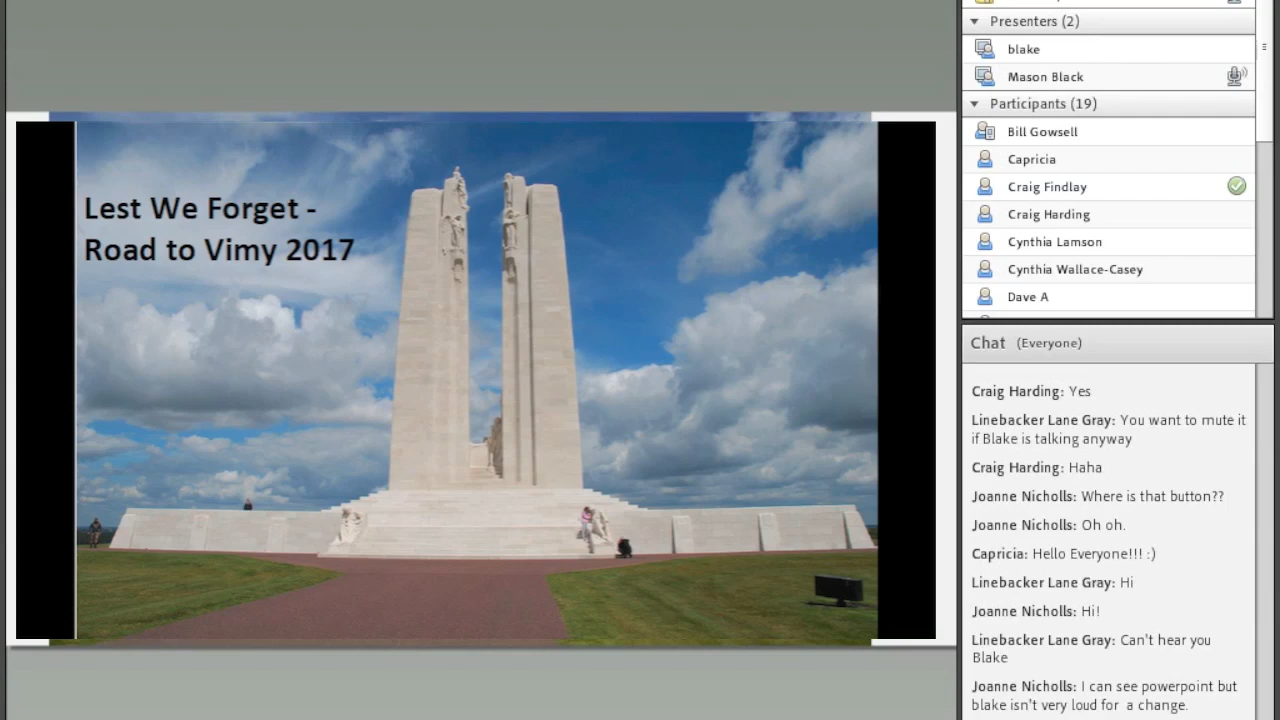 Lest We Forget -
Road to Vimy 2017
Presenters (2)
blake
Mason Black
Participants (19)
Bill Gowsell
Capricia
Craig Findlay
Craig Harding
Cynthia Lamson
Cynthia Wallace-Casey
Dave A
Chat (Everyone)
Craig Harding: Yes
Linebacker Lane Gray: You want to mute it
if Blake is talking anyway
Craig Harding: Haha
Joanne Nicholls: Where is that button??
Joanne Nicholls: Oh oh.
Capricia: Hello Everyone!!! :)
Linebacker Lane Gray: Hi
Joanne Nicholls: Hi!
Linebacker Lane Gray: Can't hear you
Blake
Joanne Nicholls: I can see powerpoint but
blake isn't very loud for a change.